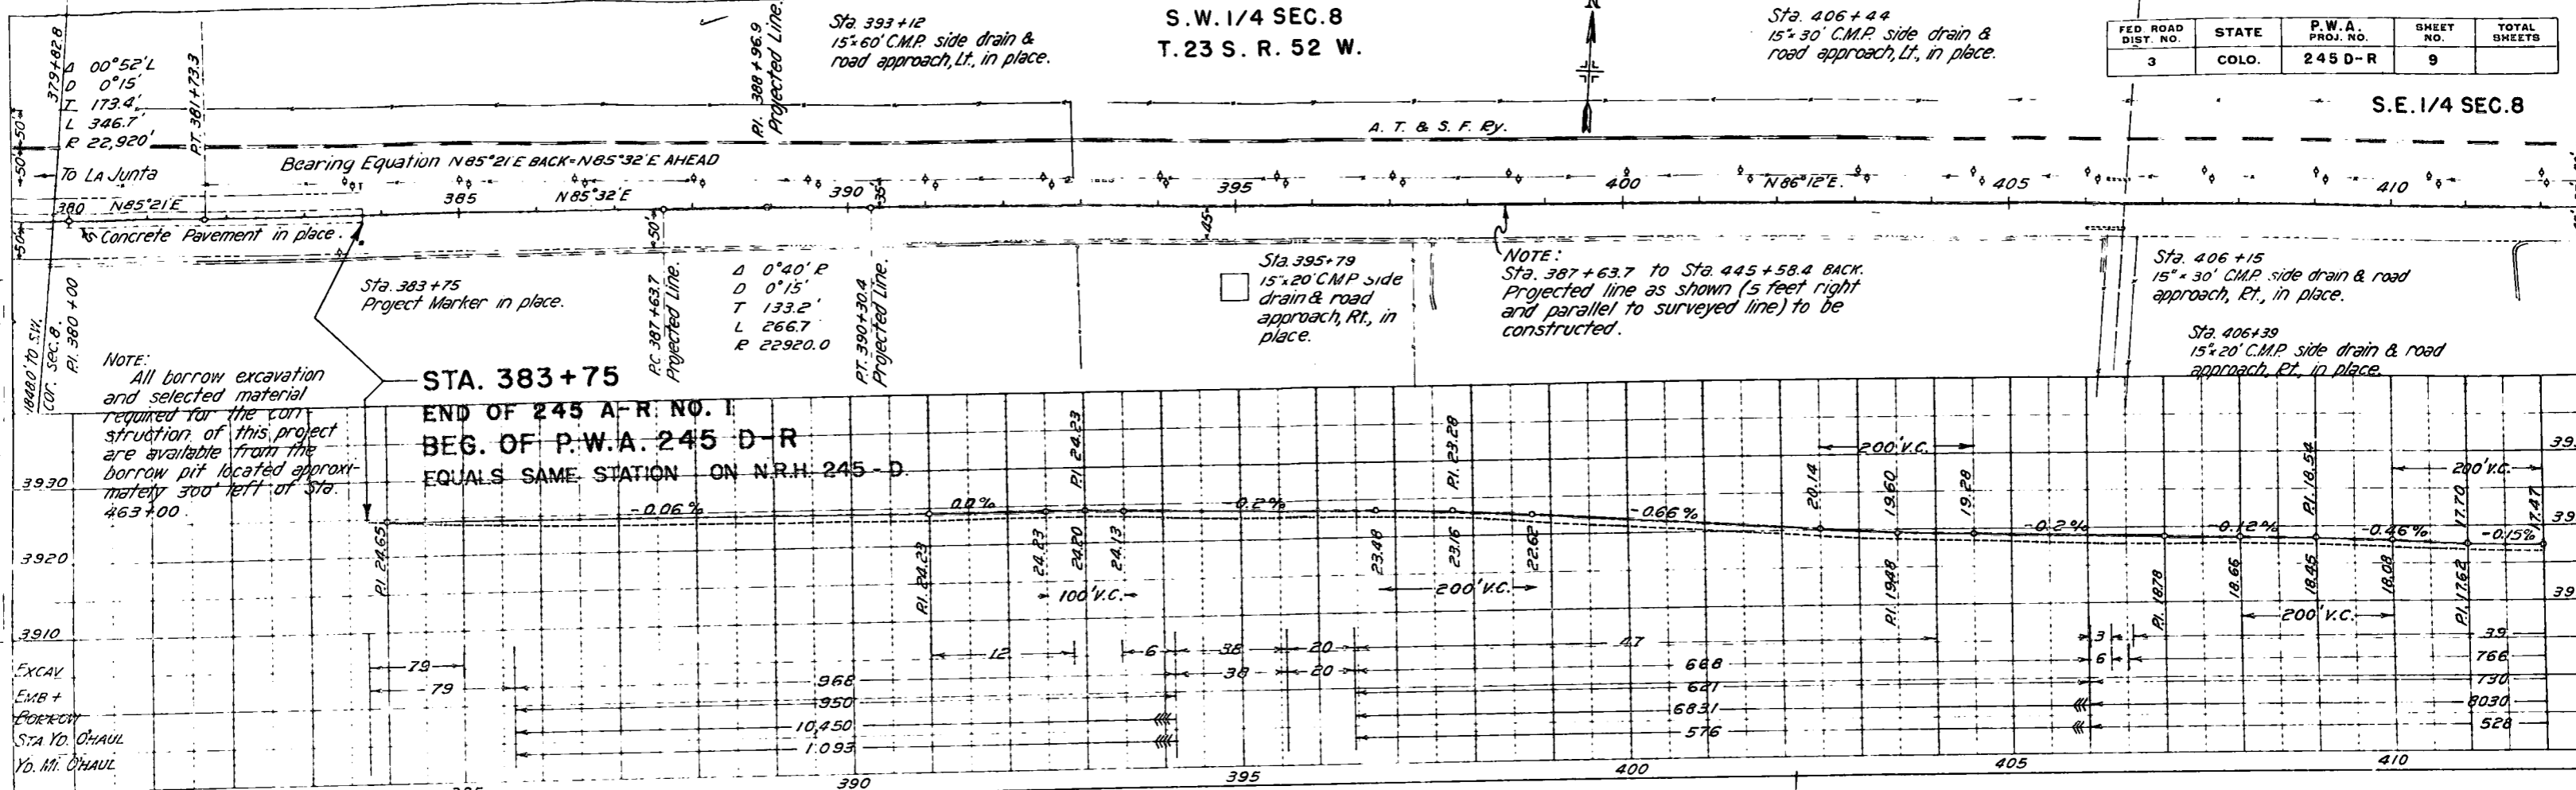 379+82.8
Δ 00°52'L
D 0°15'
T 173.4'
L 346.7'
R 22,920'
P.T. 381+73.3
P.I. 388+96.9
Projected Line.
Sta. 393+12
15"x60' C.M.P. side drain &
road approach, Lt., in place.
S.W. 1/4 SEC. 8
T. 23 S. R. 52 W.
N
Sta. 406+44
15"x 30' C.M.P. side drain &
road approach, Lt., in place.
FED. ROAD DIST. NO. STATE P.W.A. PROJ. NO. SHEET NO. TOTAL SHEETS
3 COLO. 245 D-R 9
S.E. 1/4 SEC. 8
A. T. & S. F. Ry.
50' 50'
To LA Junta
Bearing Equation N85°21'E BACK=N85°32'E AHEAD
380 N85°21'E 385 N85°32'E 390 35' 395 400 N86°12'E. 405 410
50'
Concrete Pavement in place.
50'
45'
1848.0' to S.W.
Cor. Sec. 8.
P.I. 380+00
Sta. 383+75
Project Marker in place.
P.C. 387+63.7
Projected Line.
Δ 0°40' R
D 0°15'
T 133.2'
L 266.7
R 22920.0
P.T. 390+30.4
Projected Line.
Sta. 395+79
15"x20' CMP side
drain & road
approach, Rt., in
place.
NOTE:
Sta. 387+63.7 to Sta. 445+58.4 BACK.
Projected line as shown (5 feet right
and parallel to surveyed line) to be
constructed.
Sta. 406+15
15"x 30' C.M.P. side drain & road
approach, Rt., in place.
Sta. 406+39
15"x20' C.M.P. side drain & road
approach, Rt., in place.
NOTE:
All borrow excavation
and selected material
required for the con-
struction of this project
are available from the
borrow pit located approxi-
mately 300' left of Sta.
463+00.
STA. 383+75
END OF 245 A-R. NO. 1
BEG. OF P.W.A. 245 D-R
EQUALS SAME STATION ON N.R.H. 245-D.
3930
3920
3910
P.I. 24.65
-0.06%
P.I. 24.23
0.0%
24.23
P.I. 24.23
24.20
24.13
100' V.C.
-0.2%
23.48
P.I. 23.28
23.16
22.62
200' V.C.
-0.66%
20.14
19.60
19.28
200' V.C.
P.I. 19.48
-0.2%
P.I. 18.78
-0.12%
18.66
P.I. 18.54
18.45
18.08
200' V.C.
-0.46%
17.70
P.I. 17.62
17.47
200' V.C.
-0.15%
EXCAV 79 12 6 38 20 47 3 39
EMB + 79 968 38 20 668 6 766
BORROW 950 621 730
STA. YD. O'HAUL 10,450 6831 8030
YD. MI. O'HAUL 1.093 576 528
390 395 400 405 410